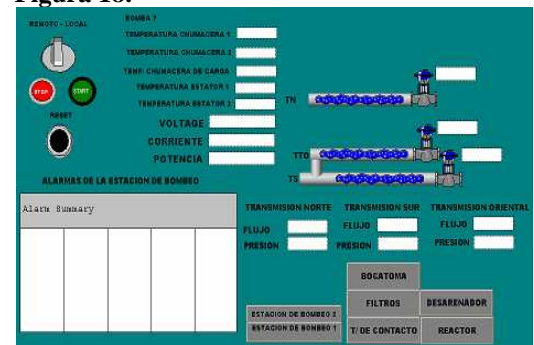 Figura 18.
REMOTO - LOCAL
BOMBA 7
TEMPERATURA CHUMACERA 1
TEMPERATURA CHUMACERA 2
TEMP. CHUMACERA DE CARGA
TEMPERATURA ESTATOR 1
TEMPERATURA ESTATOR 2
VOLTAGE
CORRIENTE
POTENCIA
STOP
START
RESET
TN
TTO
TS
ALARMAS DE LA ESTACION DE BOMBEO
Alarm Summary
TRANSMISION NORTE
FLUJO
PRESION
TRANSMISION SUR
FLUJO
PRESION
TRANSMISION ORIENTAL
FLUJO
PRESION
BOCATOMA
FILTROS
DESARENADOR
T/ DE CONTACTO
REACTOR
ESTACION DE BOMBEO 2
ESTACION DE BOMBEO 1